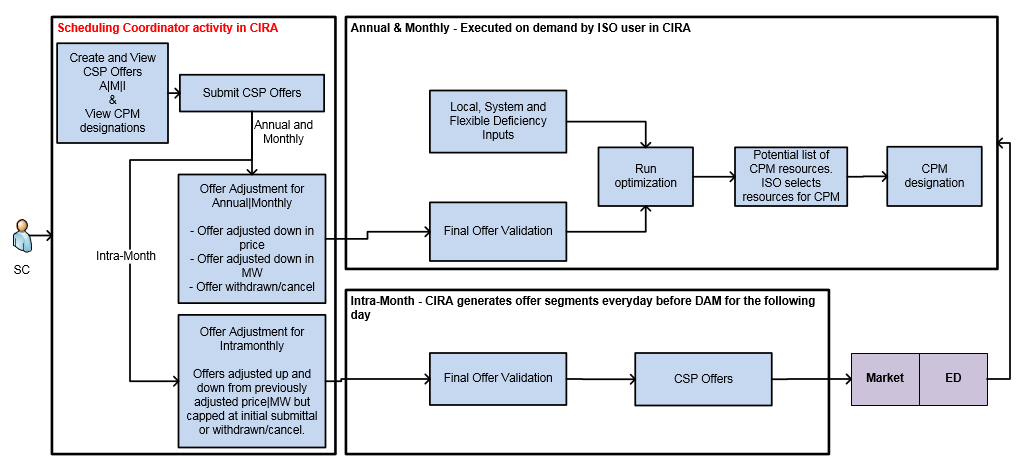 Scheduling Coordinator activity in CIRA
Create and View
CSP Offers
A|M|I
&
View CPM
designations
Submit CSP Offers
Annual and
Monthly
Offer Adjustment for
Annual|Monthly
- Offer adjusted down in
price
- Offer adjusted down in
MW
- Offer withdrawn/cancel
SC
Intra-Month
Offer Adjustment for
Intramonthly
Offers adjusted up and
down from previously
adjusted price|MW but
capped at initial submittal
or withdrawn/cancel.
Annual & Monthly - Executed on demand by ISO user in CIRA
Local, System and
Flexible Deficiency
Inputs
Final Offer Validation
Run
optimization
Potential list of
CPM resources.
ISO selects
resources for CPM
CPM
designation
Intra-Month - CIRA generates offer segments everyday before DAM for the following
day
Final Offer Validation
CSP Offers
Market
ED